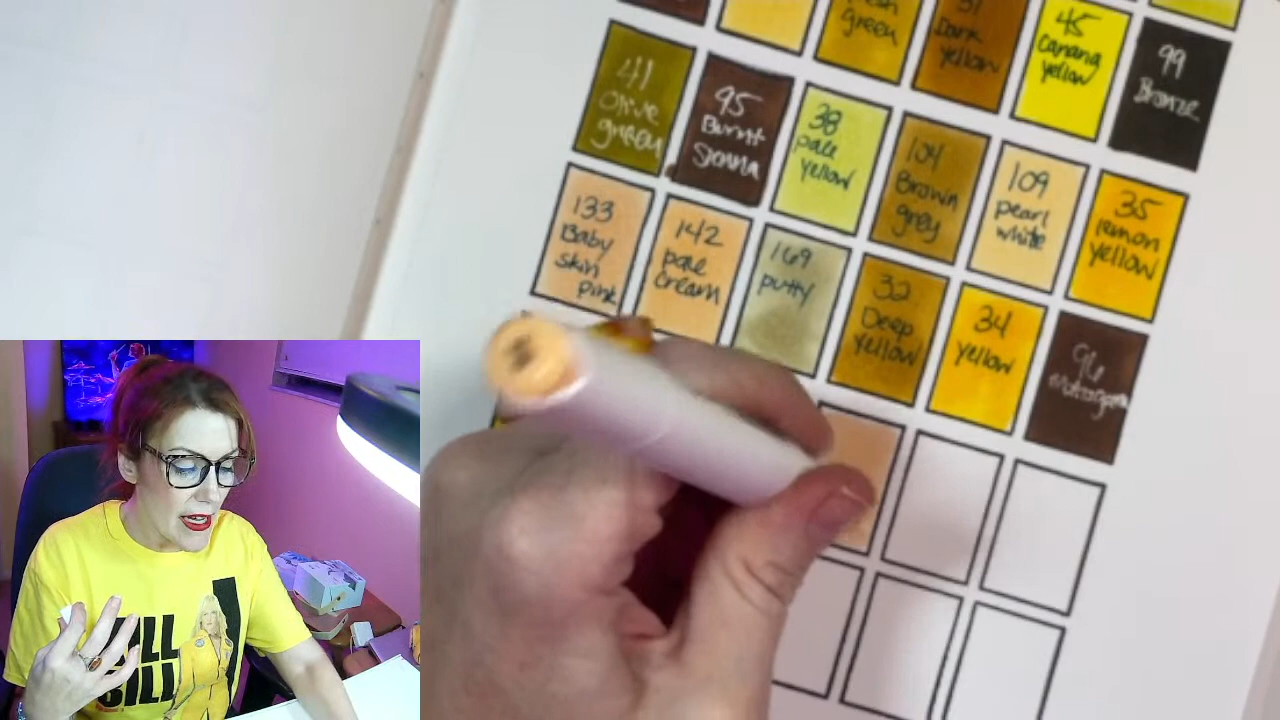 green
31
Dark
yellow
45
Canary
yellow
99
Bronze
41
Olive
green
95
Burnt
Sienna
38
pale
yellow
104
Brown
grey
109
pearl
white
35
lemon
yellow
133
Baby
skin
pink
142
pale
cream
169
putty
32
Deep
yellow
34
yellow
96
KILL
BILL